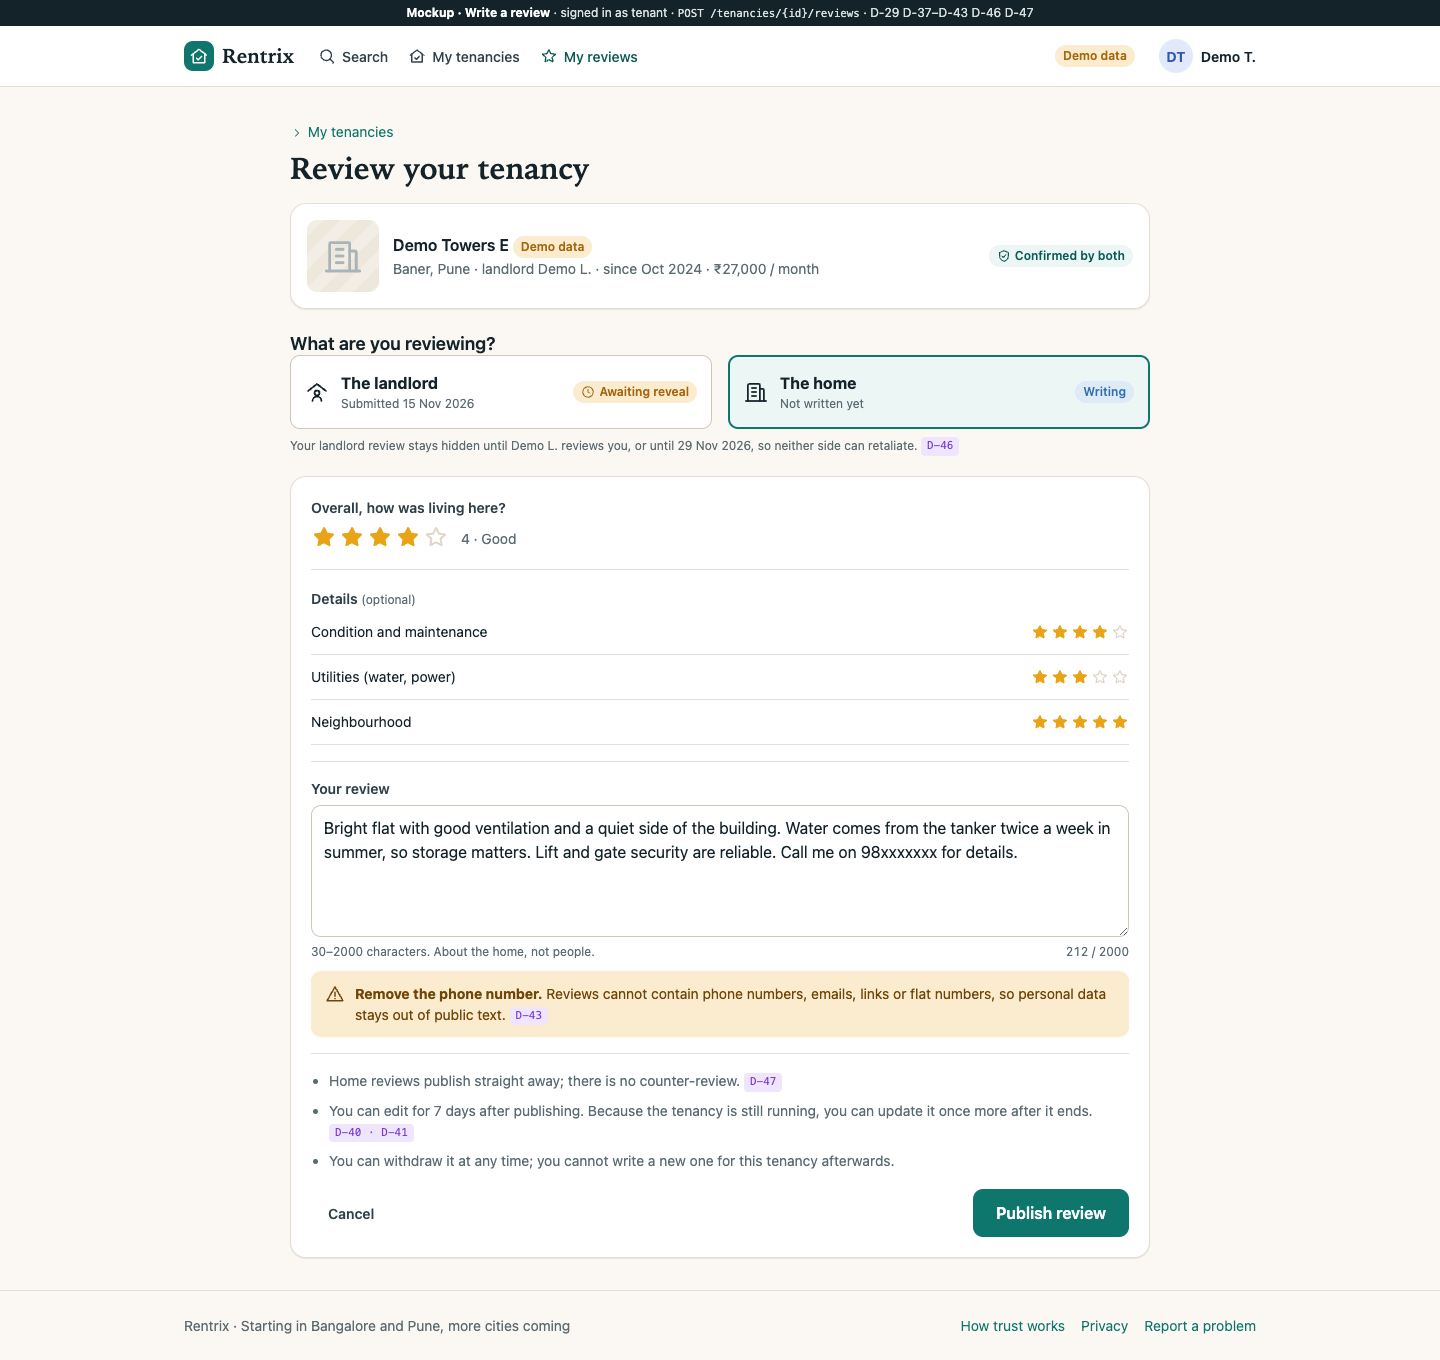 Mockup · Write a review · signed in as tenant · POST /tenancies/{id}/reviews · D-29 D-37–D-43 D-46 D-47
Rentrix
Search
My tenancies
My reviews
Demo data
DT
Demo T.
My tenancies
Review your tenancy
Demo Towers E Demo data
Baner, Pune · landlord Demo L. · since Oct 2024 · ₹27,000 / month
Confirmed by both
What are you reviewing?
The landlord
Submitted 15 Nov 2026
Awaiting reveal
The home
Not written yet
Writing
Your landlord review stays hidden until Demo L. reviews you, or until 29 Nov 2026, so neither side can retaliate. D-46
Overall, how was living here?
4 · Good
Details (optional)
Condition and maintenance
Utilities (water, power)
Neighbourhood
Your review
Bright flat with good ventilation and a quiet side of the building. Water comes from the tanker twice a week in
summer, so storage matters. Lift and gate security are reliable. Call me on 98xxxxxxx for details.
30–2000 characters. About the home, not people.
212 / 2000
Remove the phone number. Reviews cannot contain phone numbers, emails, links or flat numbers, so personal data
stays out of public text. D-43
• Home reviews publish straight away; there is no counter-review. D-47
• You can edit for 7 days after publishing. Because the tenancy is still running, you can update it once more after it ends.
D-40 · D-41
• You can withdraw it at any time; you cannot write a new one for this tenancy afterwards.
Cancel
Publish review
Rentrix · Starting in Bangalore and Pune, more cities coming
How trust works
Privacy
Report a problem